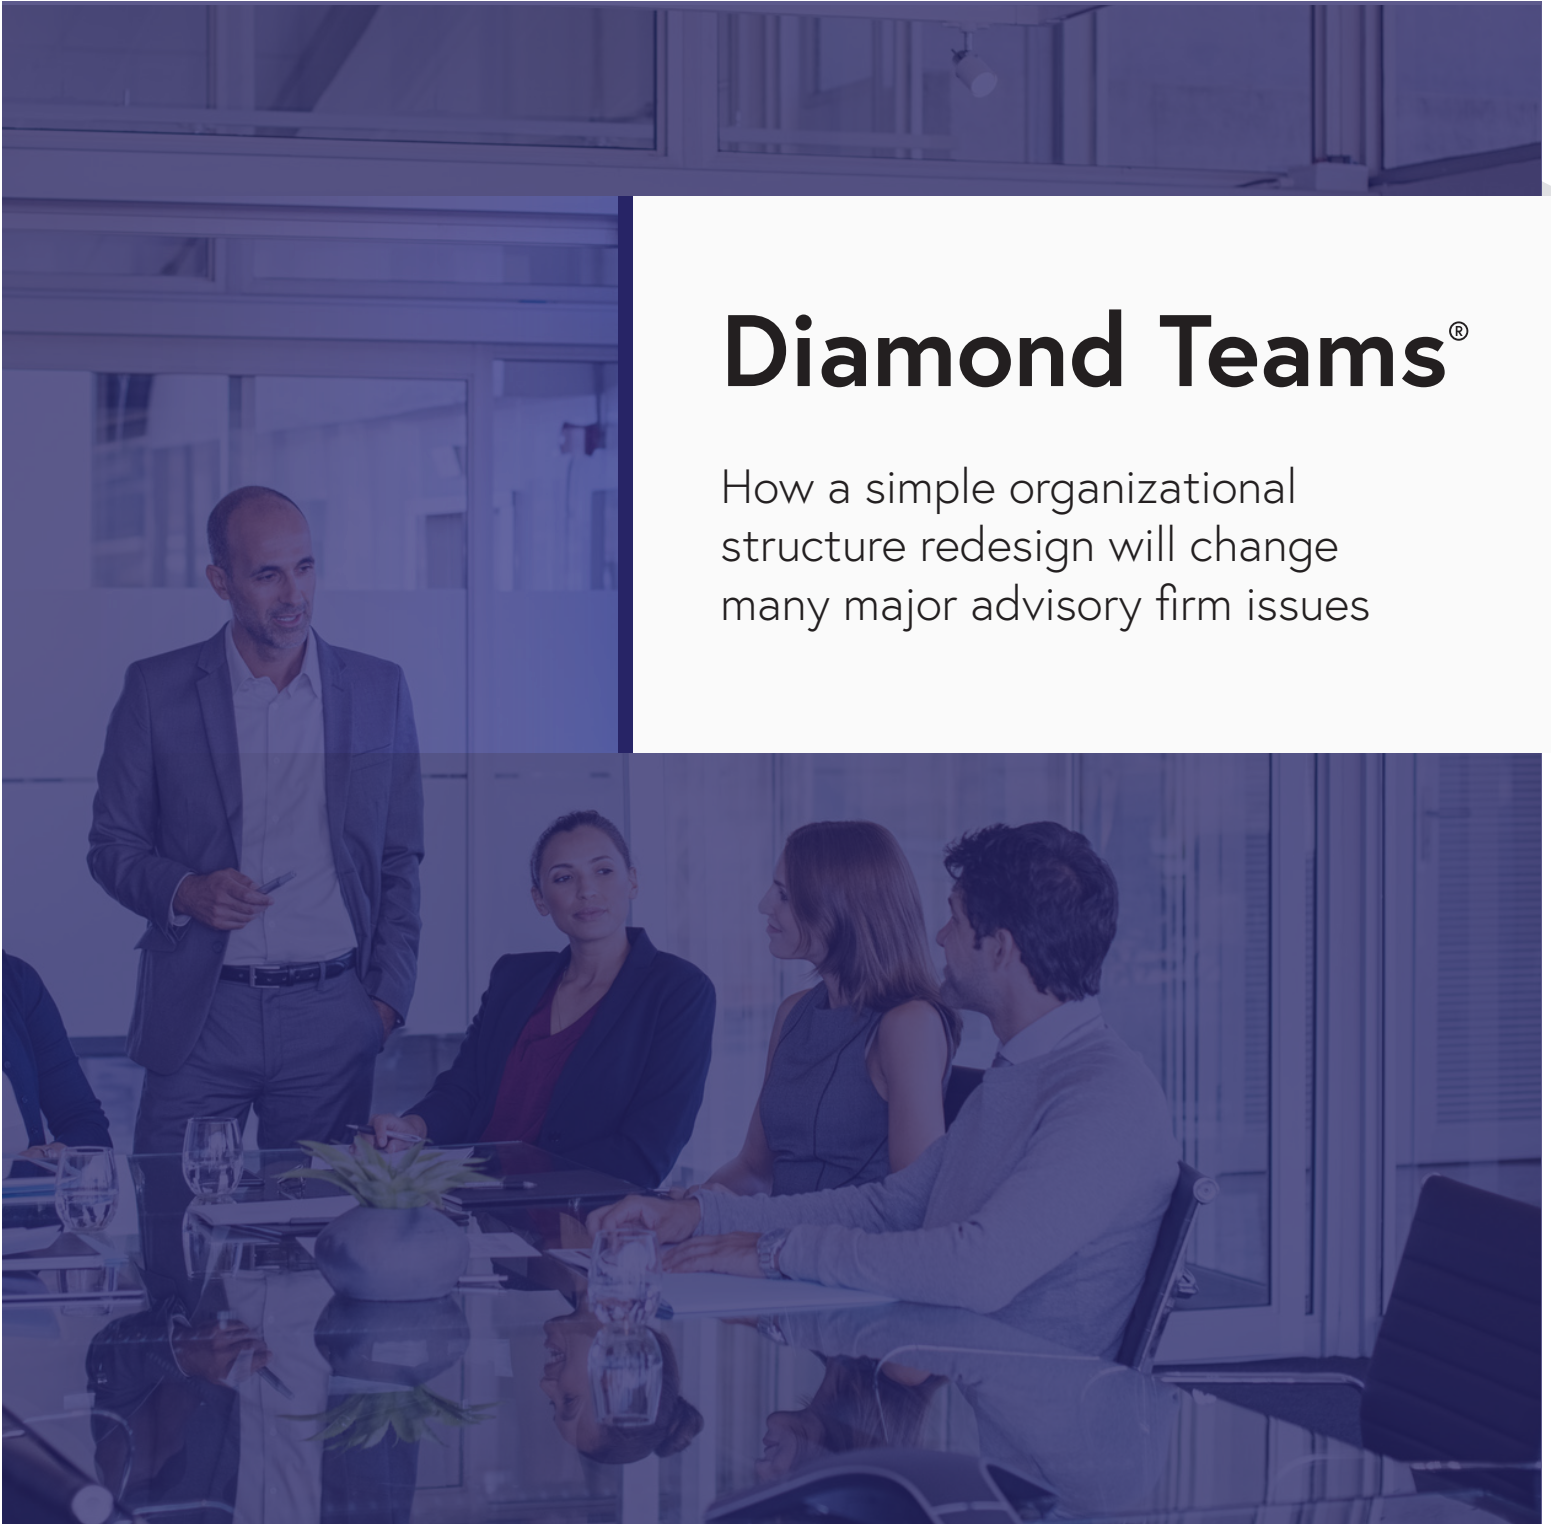 Diamond Teams®
How a simple organizational
structure redesign will change
many major advisory firm issues